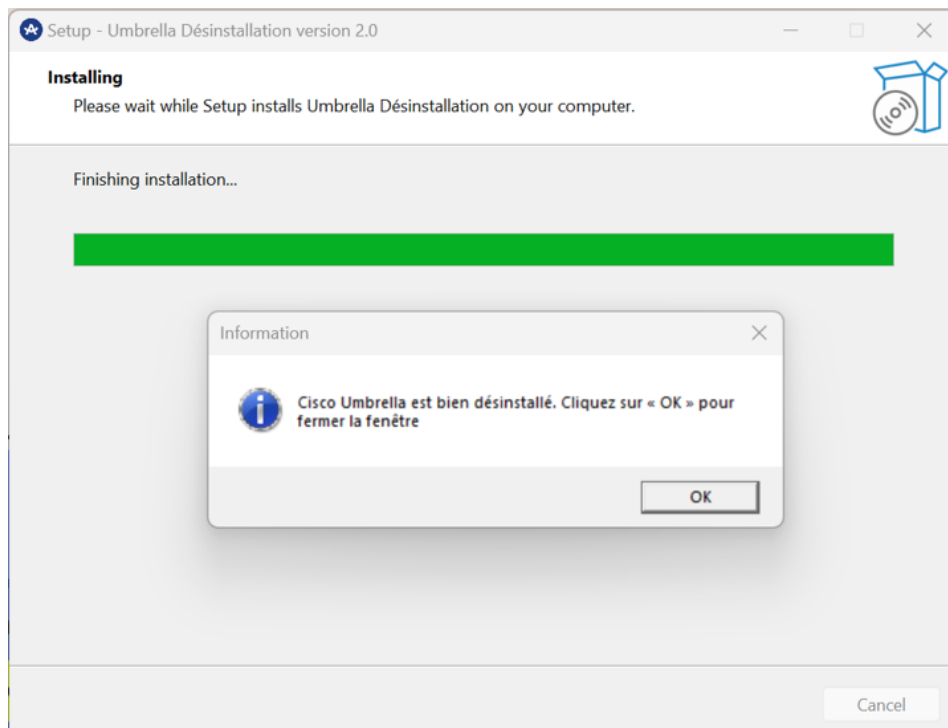 Setup - Umbrella Désinstallation version 2.0
Installing
Please wait while Setup installs Umbrella Désinstallation on your computer.
Finishing installation...
Information
Cisco Umbrella est bien désinstallé. Cliquez sur « OK » pour
fermer la fenêtre
OK
Cancel